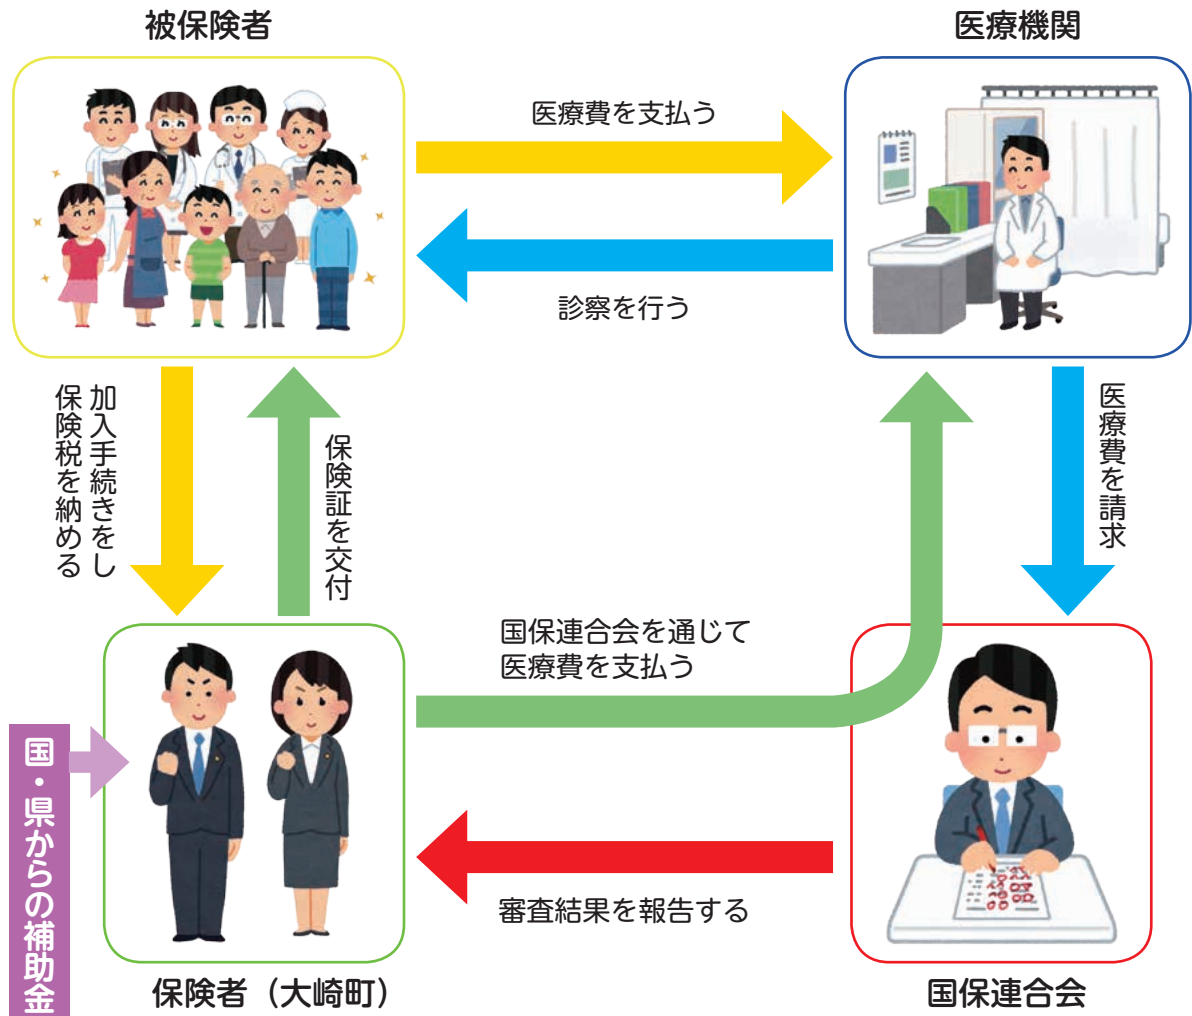 被保険者
医療機関
医療費を支払う
診察を行う
加入手続きをし
保険税を納める
保険証を交付
医療費を請求
国保連合会を通じて
医療費を支払う
国・県からの補助金
審査結果を報告する
保険者（大崎町）
国保連合会